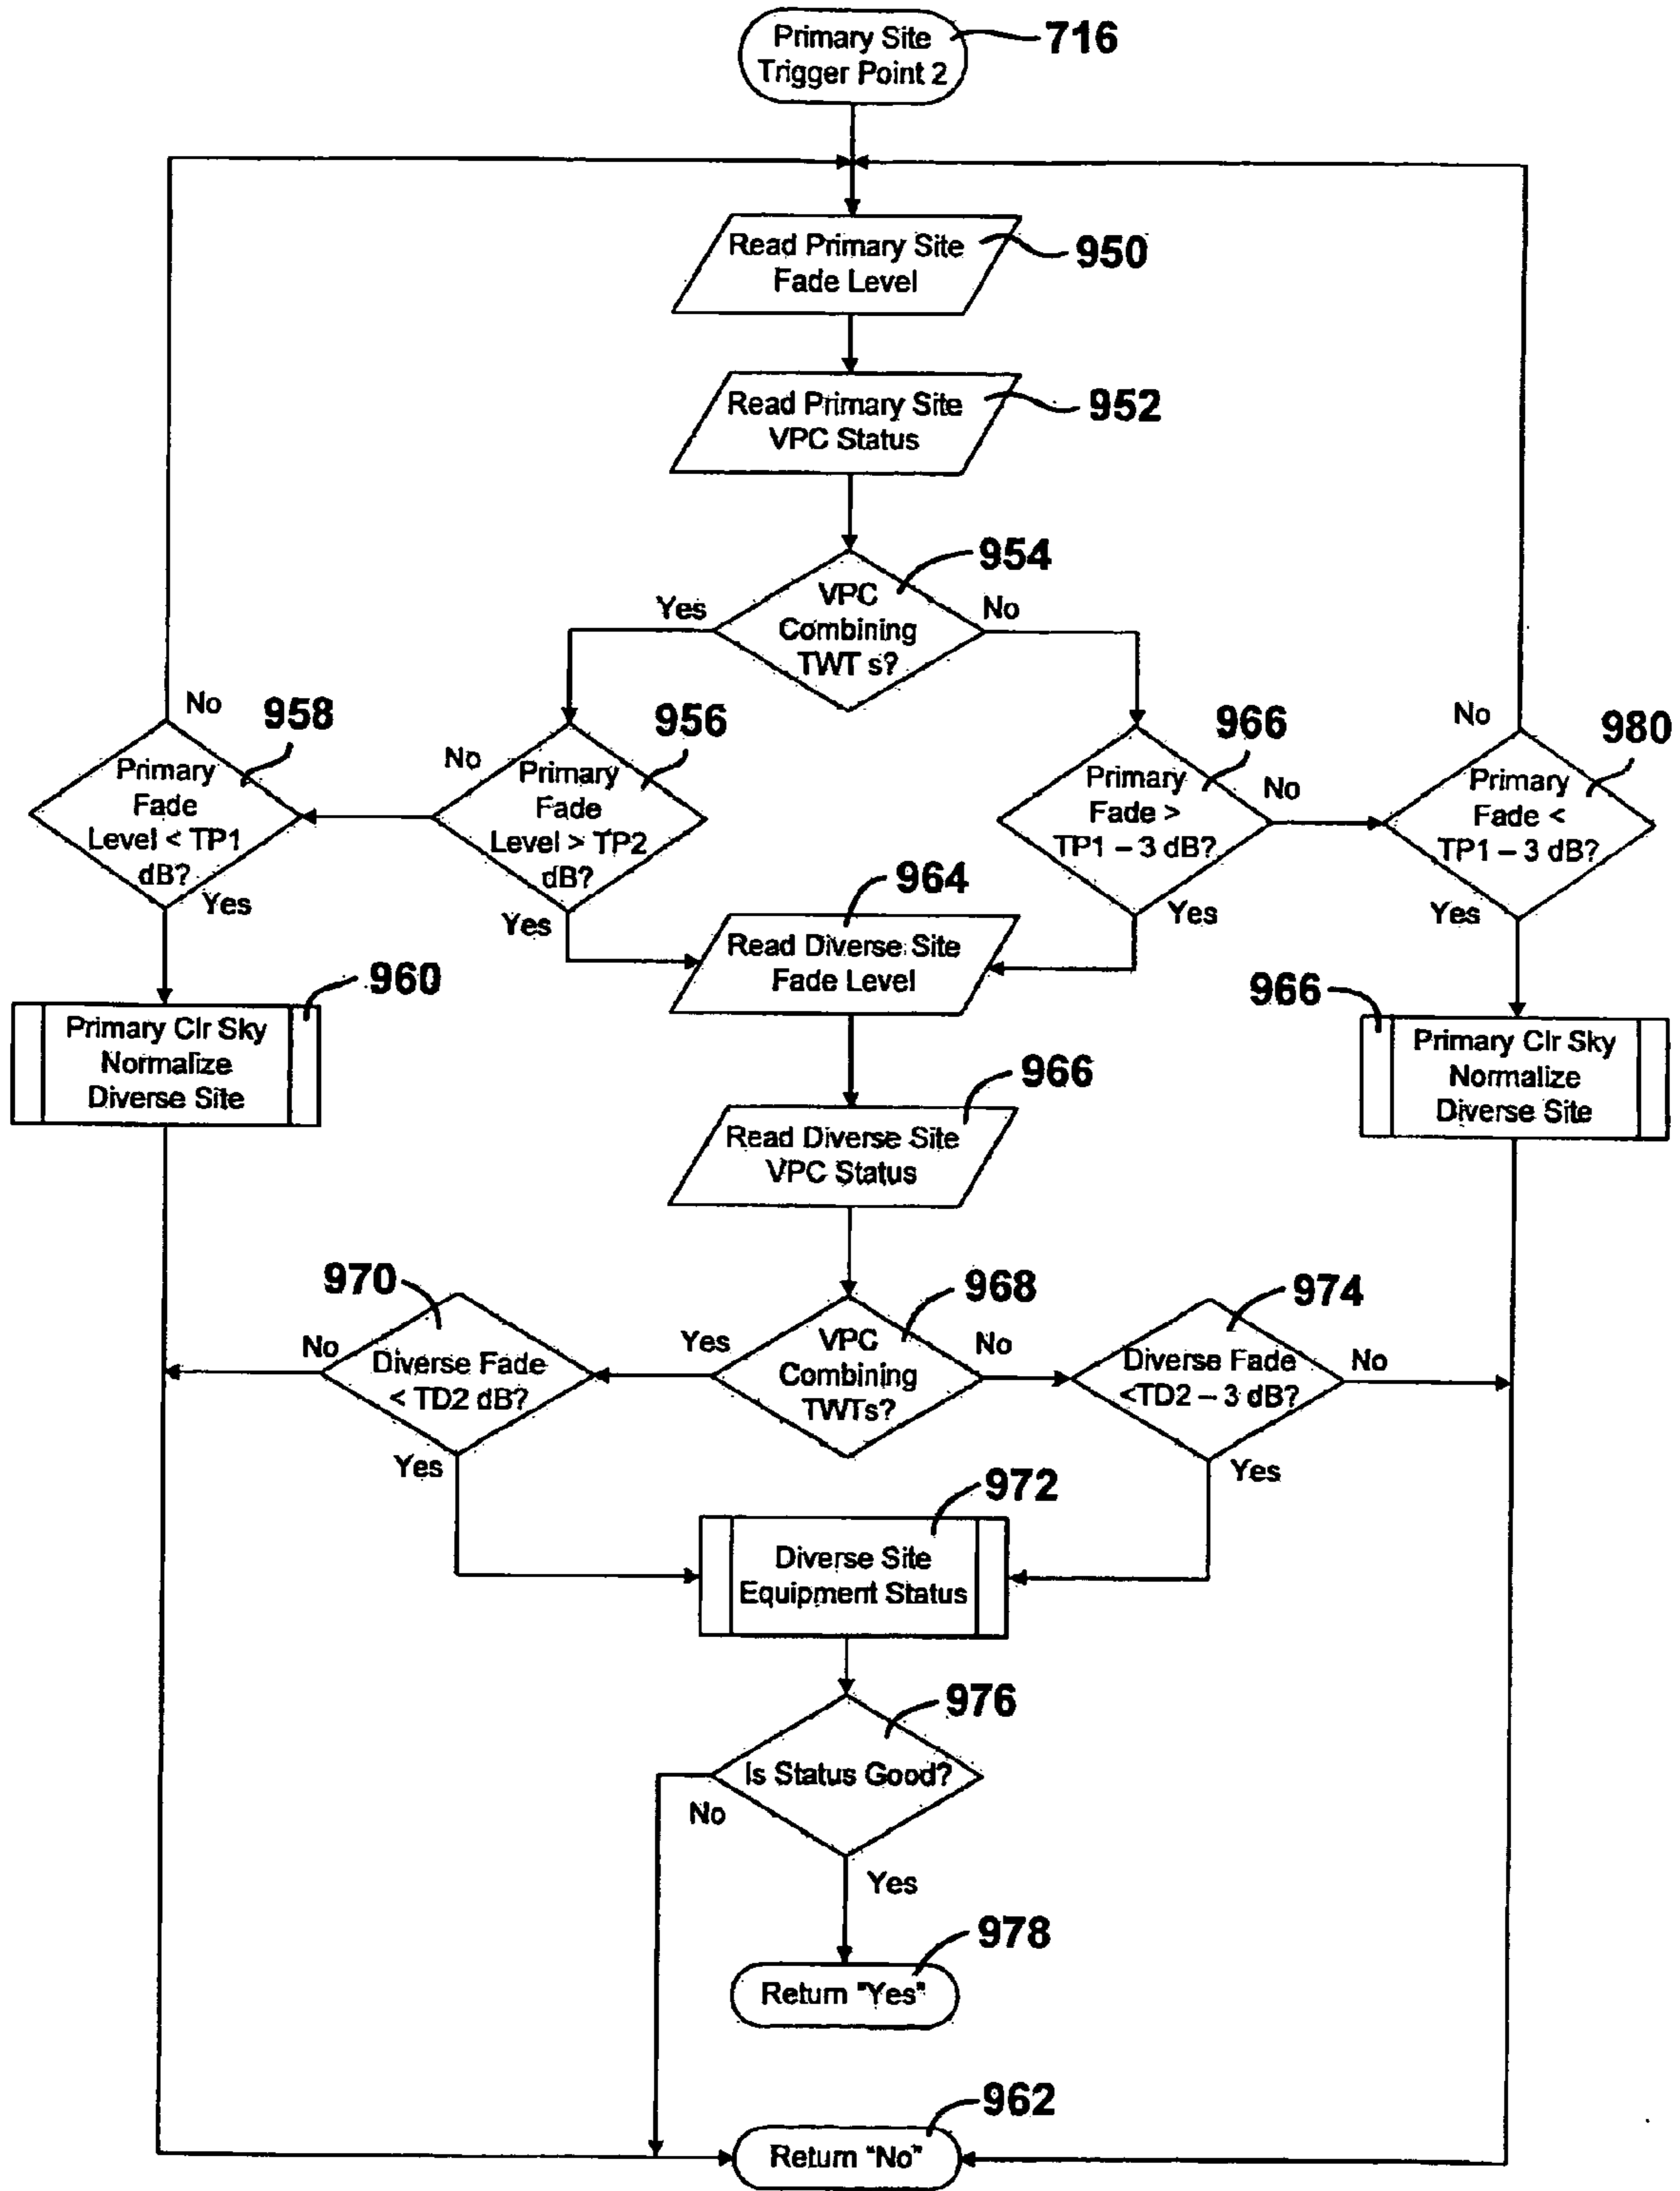 Primary Site
Trigger Point 2
716
Read Primary Site
Fade Level
950
Read Primary Site
VPC Status
952
954
VPC
Combining
TWT s?
Yes
No
No
958
Primary
Fade
Level < TP1
dB?
Yes
956
No
Primary
Fade
Level > TP2
dB?
Yes
966
Primary
Fade >
TP1 – 3 dB?
No
Yes
No
980
Primary
Fade <
TP1 – 3 dB?
Yes
964
Read Diverse Site
Fade Level
960
Primary Clr Sky
Normalize
Diverse Site
966
Primary Clr Sky
Normalize
Diverse Site
966
Read Diverse Site
VPC Status
970
No
Diverse Fade
< TD2 dB?
Yes
968
Yes
VPC
Combining
TWTs?
No
974
Diverse Fade
<TD2 – 3 dB?
No
Yes
972
Diverse Site
Equipment Status
976
Is Status Good?
No
Yes
978
Return "Yes"
962
Return "No"